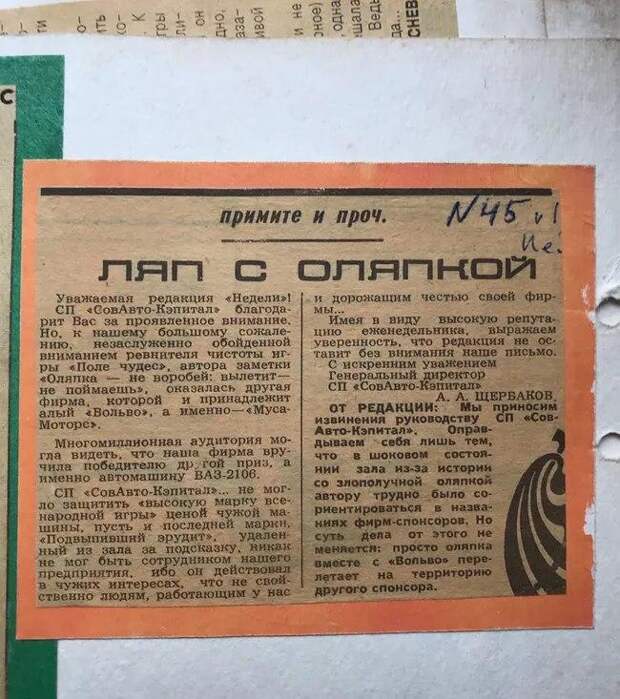 примите и проч.
N45
ЛЯП С ОЛЯПКОЙ
Уважаемая редакция «Недели»!
СП «СовАвто-Кэпитал» благода-
рит Вас за проявленное внимание.
Но, к нашему большому сожале-
нию, незаслуженно обойденной
вниманием ревнителя чистоты иг-
ры «Поле чудес», автора заметки
«Оляпка — не воробей: вылетит—
не поймаешь», оказалась другая
фирма, которой и принадлежит
алый «Вольво», а именно—«Муса-
Моторс».
Многомиллионная аудитория мо-
гла видеть, что наша фирма вру-
чила победителю другой приз, а
именно автомашину ВАЗ-2106.
СП «СовАвто-Кэпитал»... не мог-
ло защитить «высокую марку все-
народной игры» ценой чужой ма-
шины, пусть и последней марки.
«Подвыпивший эрудит», удален-
ный из зала за подсказку, никак
не мог быть сотрудником нашего
предприятия, ибо он действовал
в чужих интересах, что не свой-
ственно людям, работающим у нас
и дорожащим честью своей фир-
мы...
Имея в виду высокую репута-
цию еженедельника, выражаем
уверенность, что редакция не ос-
тавит без внимания наше письмо.
С искренним уважением
Генеральный директор
СП «СовАвто-Кэпитал»
А. А. ЩЕРБАКОВ.
ОТ РЕДАКЦИИ: Мы приносим
извинения руководству СП «Сов-
Авто-Кэпитал». Оправ-
дываем себя лишь тем,
что в шоковом состоя-
нии зала из-за истории
со злополучной оляпкой
автору трудно было со-
риентироваться в назва-
ниях фирм-спонсоров. Но
суть дела от этого не
меняется: просто оляпка
вместе с «Вольво» пере-
летает на территорию
другого спонсора.